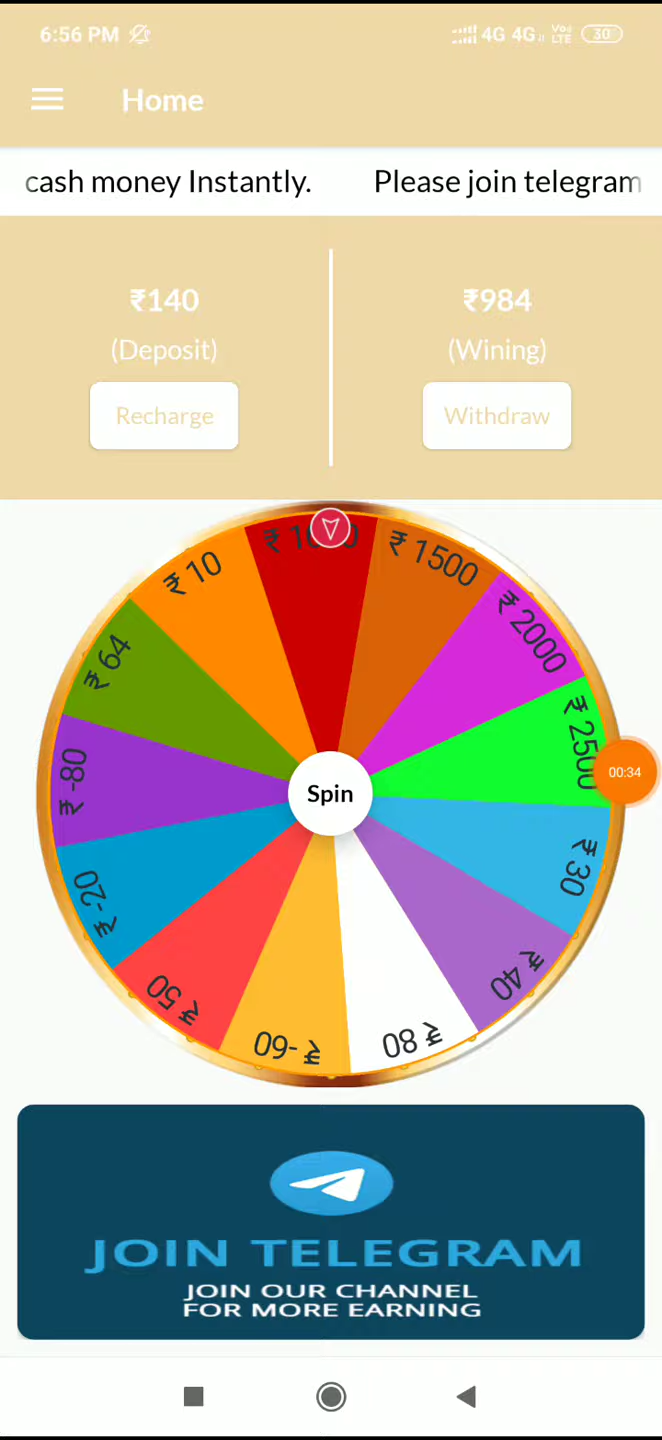 6:56 PM 4G 4G Vo LTE 30
Home
cash money Instantly. Please join telegram
₹140 ₹984
(Deposit) (Wining)
Recharge Withdraw
₹ 10
₹ 1500
₹ 2000
₹ 2500
₹ 30
₹ 40
₹ 80
₹ -60
₹ 50
₹ -20
₹ -80
₹ 64
Spin
00:34
JOIN TELEGRAM
JOIN OUR CHANNEL
FOR MORE EARNING